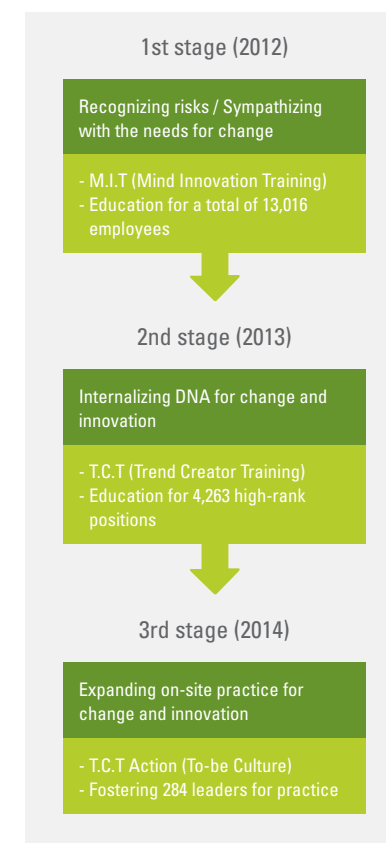 1st stage (2012)
Recognizing risks / Sympathizing
with the needs for change
- M.I.T (Mind Innovation Training)
- Education for a total of 13,016
employees
2nd stage (2013)
Internalizing DNA for change and
innovation
- T.C.T (Trend Creator Training)
- Education for 4,263 high-rank
positions
3rd stage (2014)
Expanding on-site practice for
change and innovation
- T.C.T Action (To-be Culture)
- Fostering 284 leaders for practice